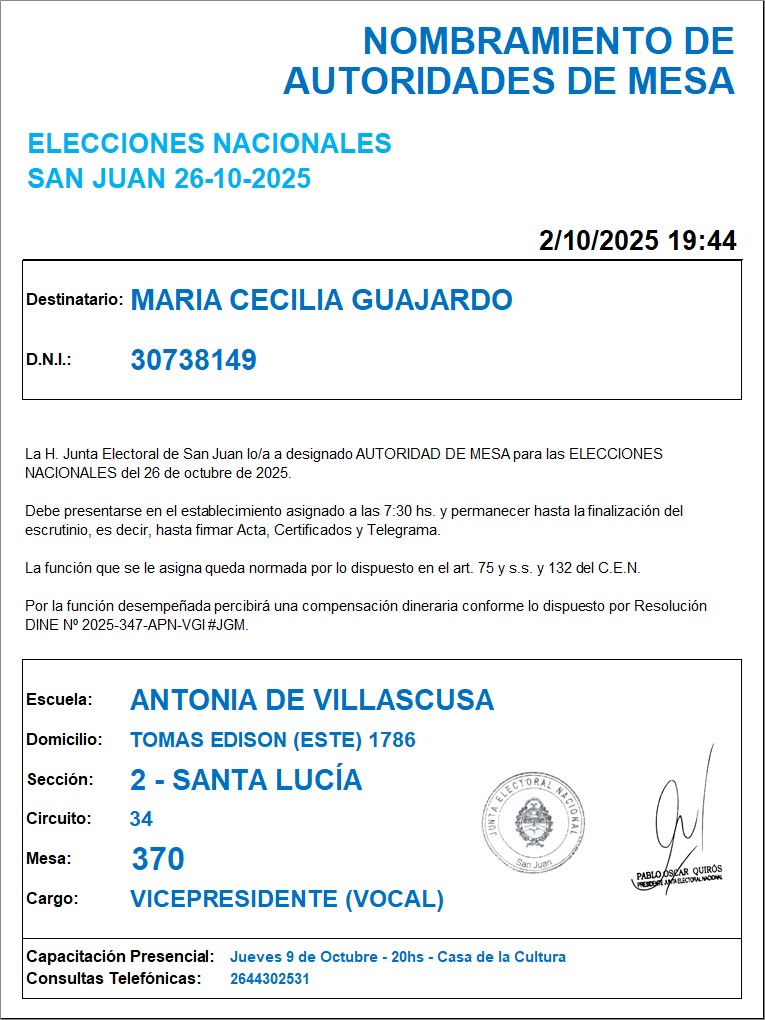 NOMBRAMIENTO DE
AUTORIDADES DE MESA
ELECCIONES NACIONALES
SAN JUAN 26-10-2025
2/10/2025 19:44
Destinatario: MARIA CECILIA GUAJARDO
D.N.I.: 30738149
La H. Junta Electoral de San Juan lo/a a designado AUTORIDAD DE MESA para las ELECCIONES
NACIONALES del 26 de octubre de 2025.
Debe presentarse en el establecimiento asignado a las 7:30 hs. y permanecer hasta la finalización del
escrutinio, es decir, hasta firmar Acta, Certificados y Telegrama.
La función que se le asigna queda normada por lo dispuesto en el art. 75 y s.s. y 132 del C.E.N.
Por la función desempeñada percibirá una compensación dineraria conforme lo dispuesto por Resolución
DINE Nº 2025-347-APN-VGI#JGM.
Escuela: ANTONIA DE VILLASCUSA
Domicilio: TOMAS EDISON (ESTE) 1786
Sección: 2 - SANTA LUCÍA
Circuito: 34
Mesa: 370
Cargo: VICEPRESIDENTE (VOCAL)
JUNTA ELECTORAL NACIONAL
San Juan
PABLO OSCAR QUIRÓS
PRESIDENTE JUNTA ELECTORAL NACIONAL
Capacitación Presencial: Jueves 9 de Octubre - 20hs - Casa de la Cultura
Consultas Telefónicas: 2644302531